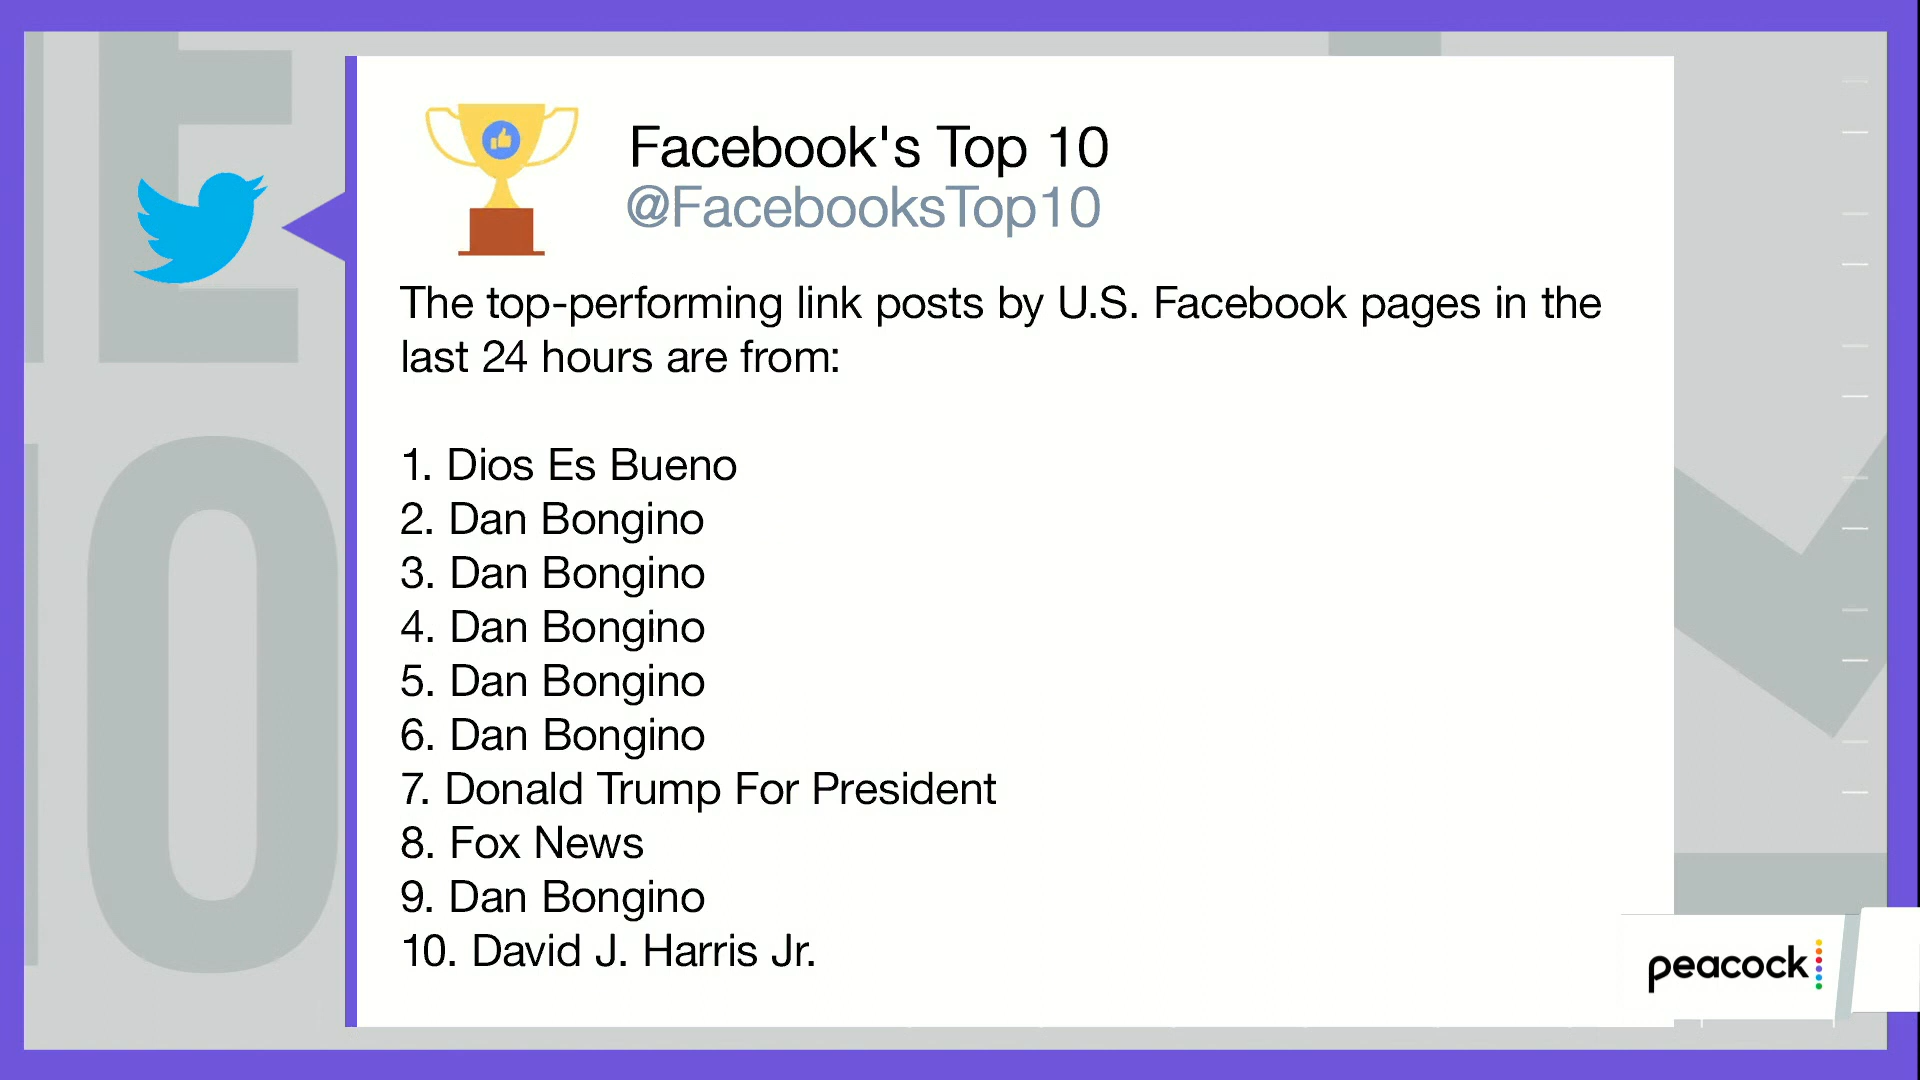 Facebook's Top 10
@FacebooksTop10
The top-performing link posts by U.S. Facebook pages in the
last 24 hours are from:
1. Dios Es Bueno
2. Dan Bongino
3. Dan Bongino
4. Dan Bongino
5. Dan Bongino
6. Dan Bongino
7. Donald Trump For President
8. Fox News
9. Dan Bongino
10. David J. Harris Jr.
peacock